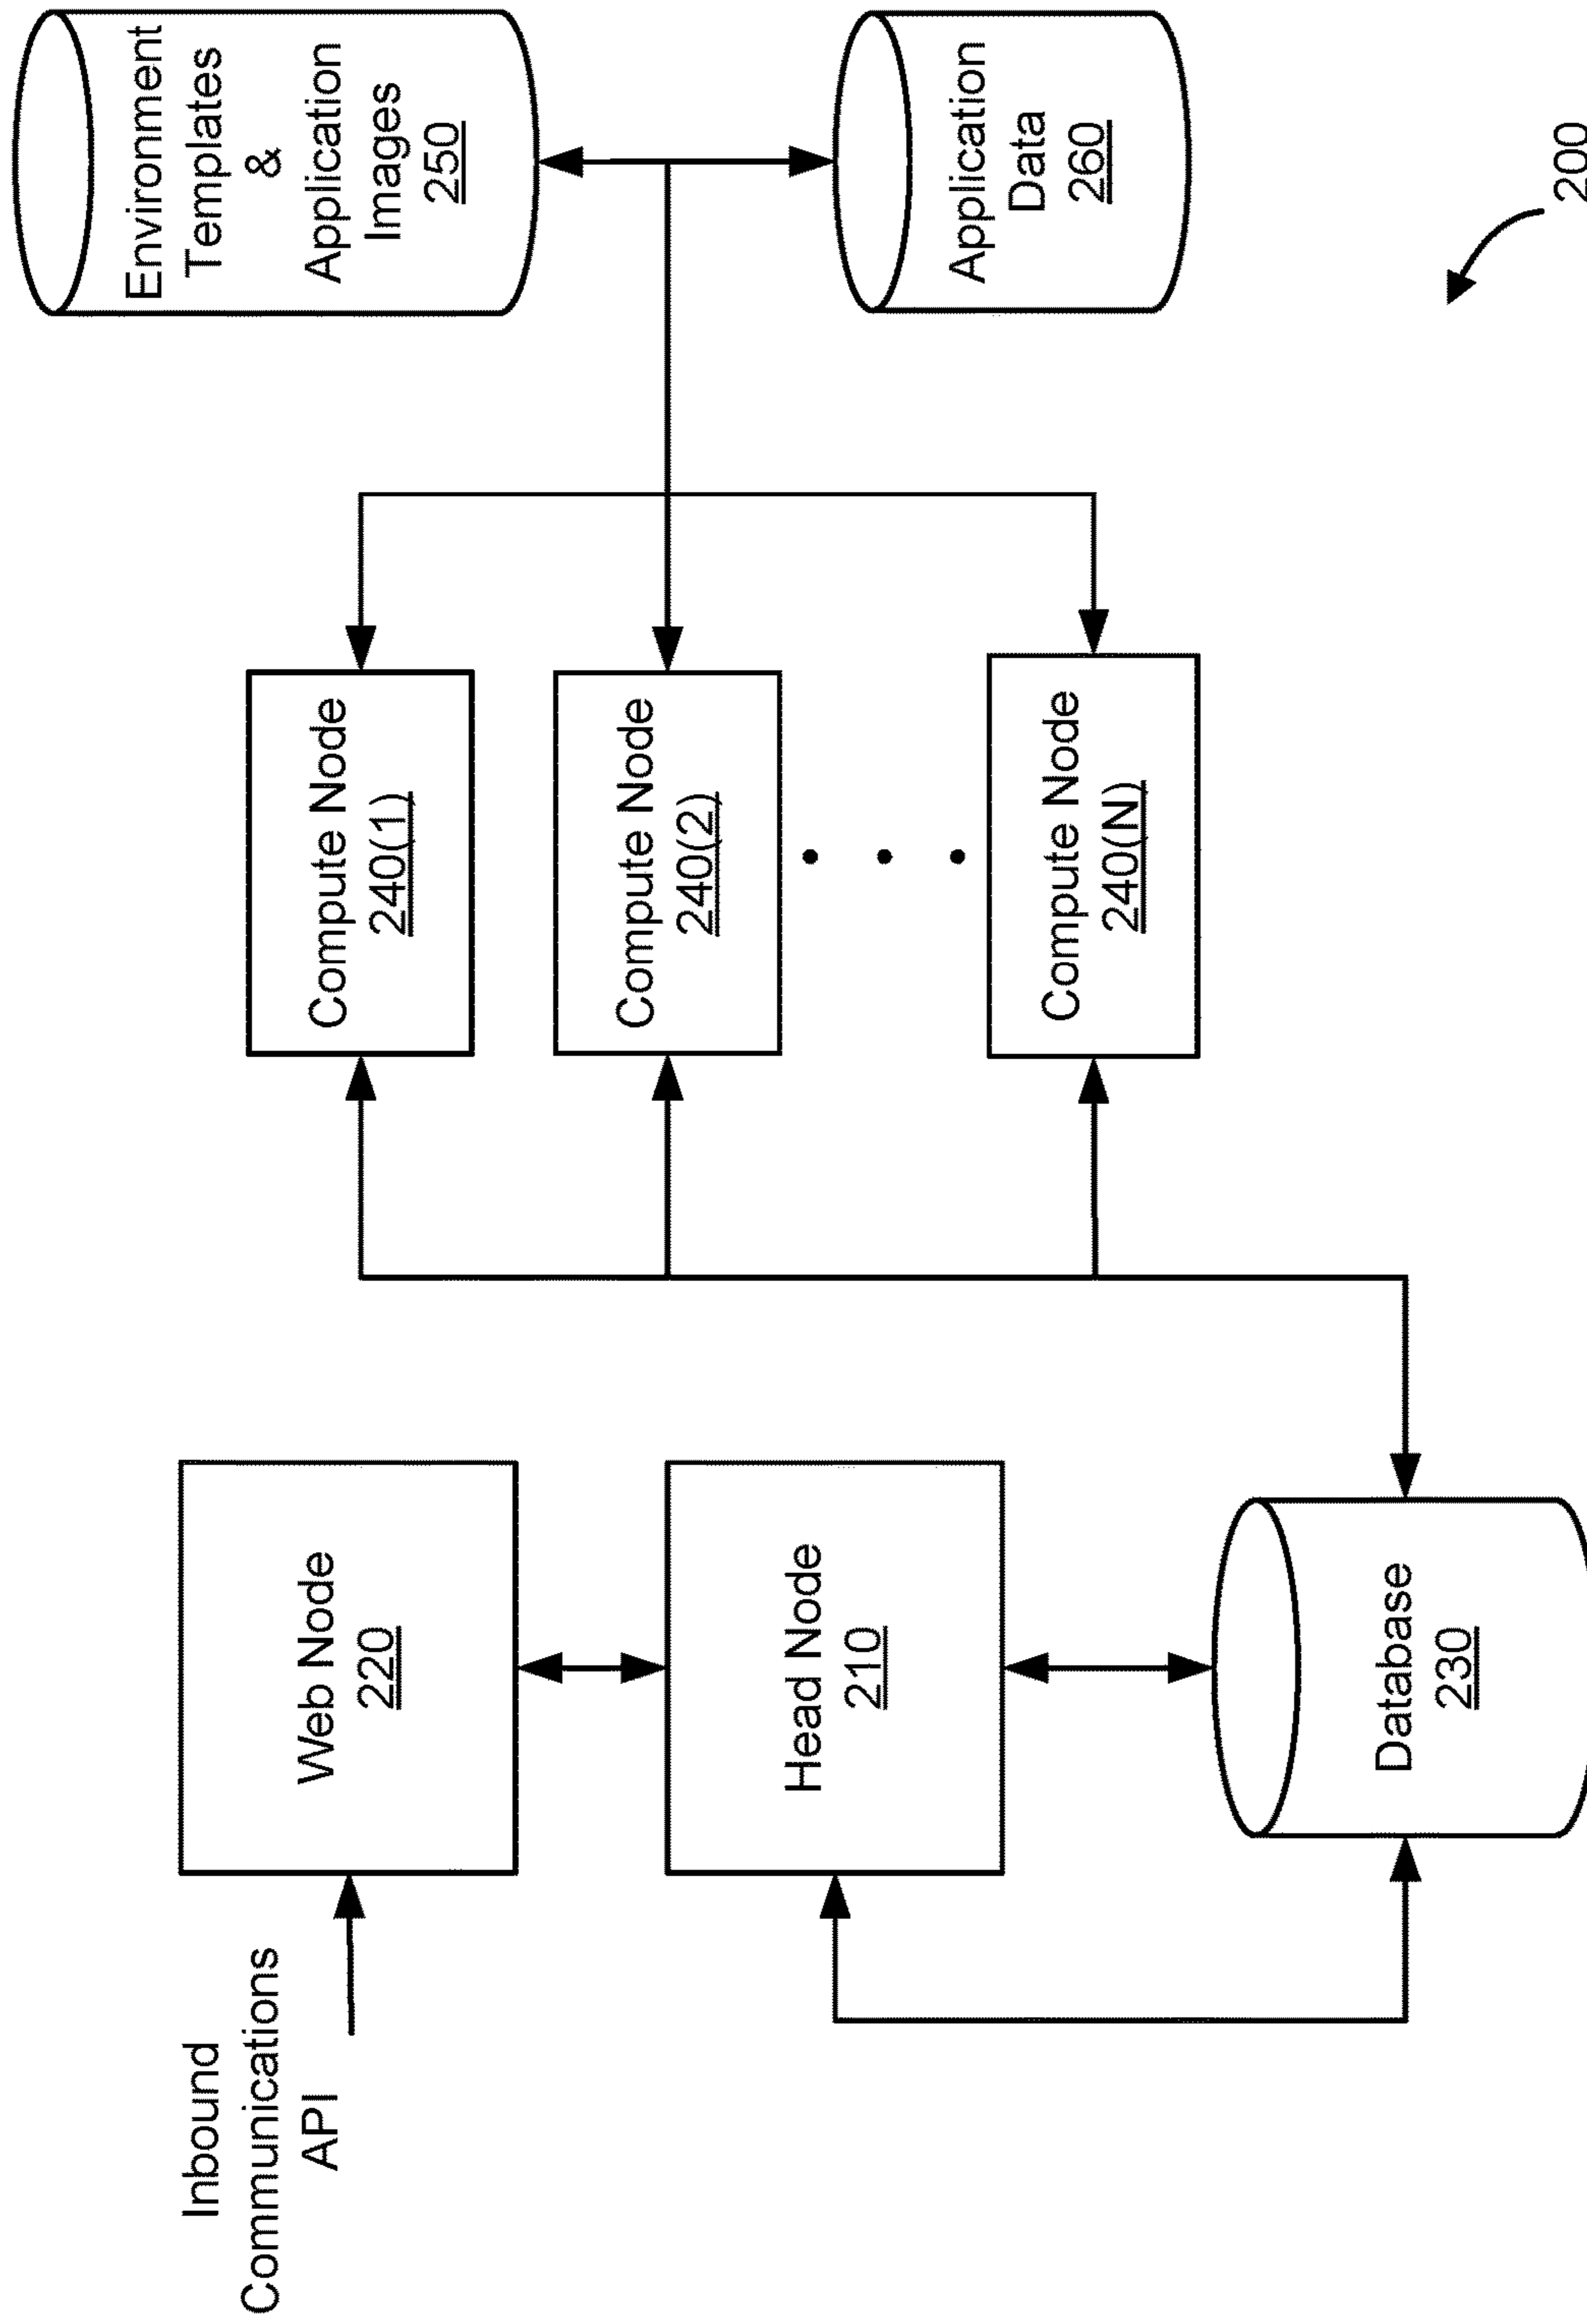 Inbound
Communications
API
Web Node
220
Head Node
210
Database
230
Compute Node
240(1)
Compute Node
240(2)
Compute Node
240(N)
Environment
Templates
&
Application
Images
250
Application
Data
260
200